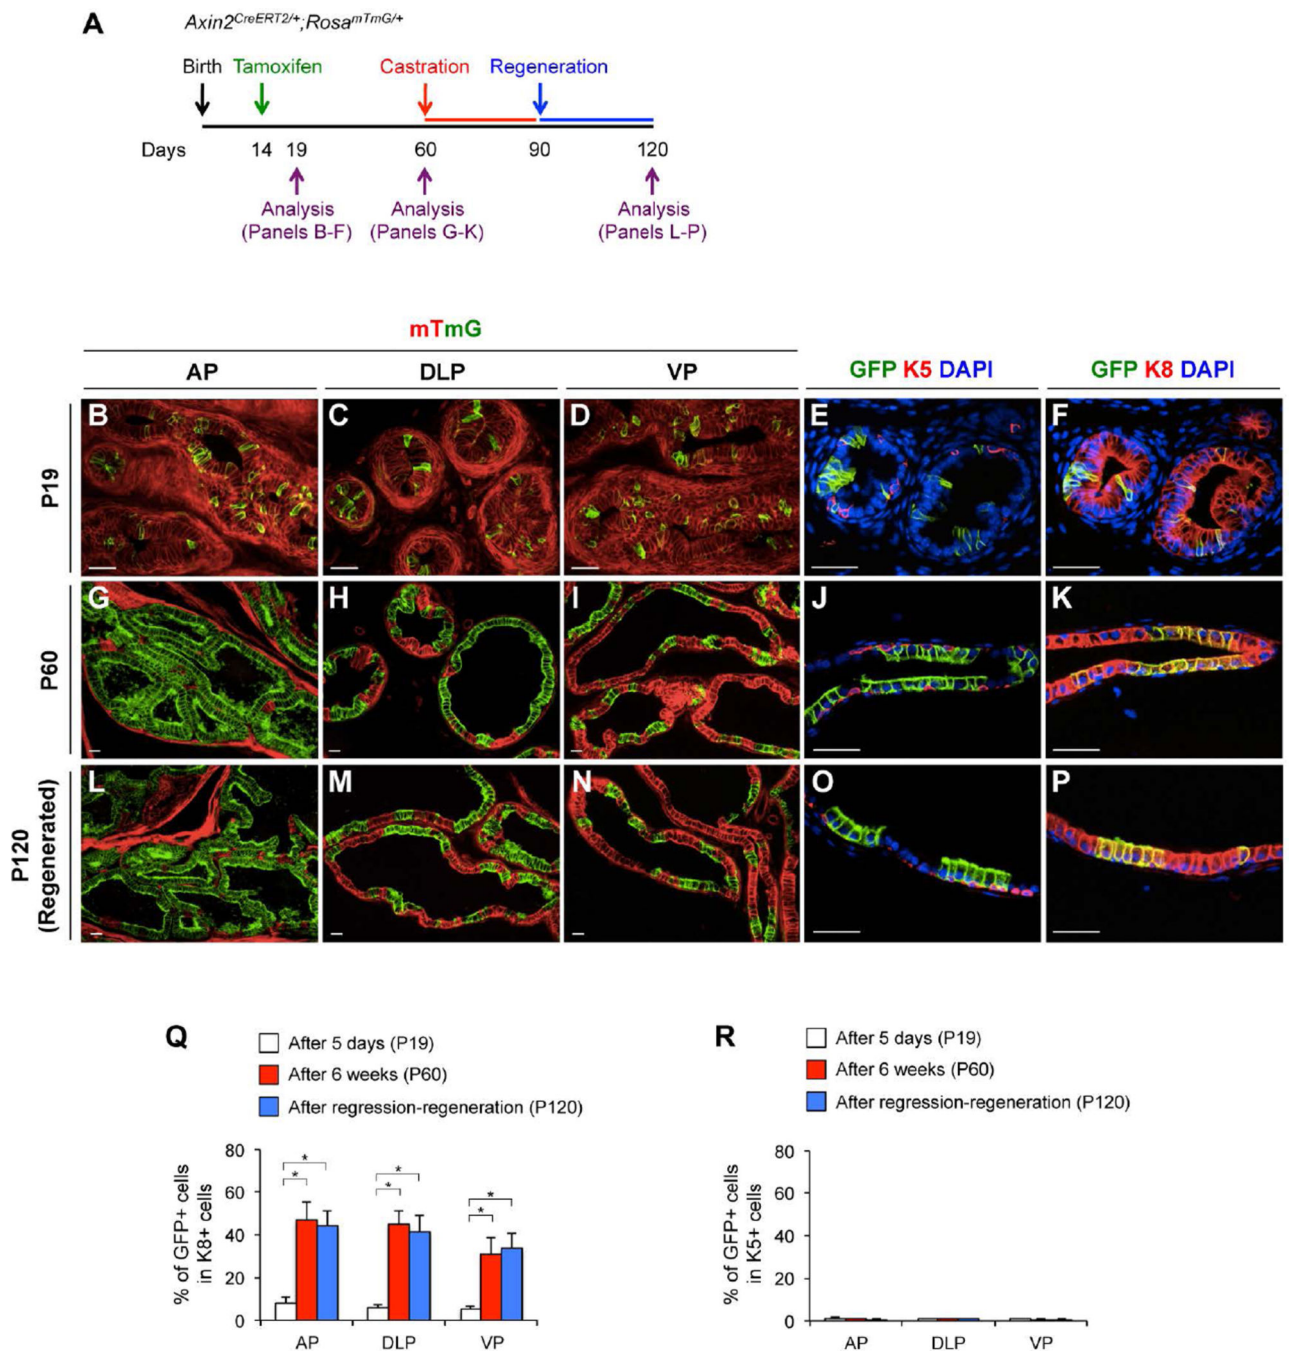 A
Axin2CreERT2/+;RosamTmG/+
Birth Tamoxifen Castration Regeneration
Days 14 19 60 90 120
Analysis Analysis Analysis
(Panels B-F) (Panels G-K) (Panels L-P)
mTmG
AP DLP VP GFP K5 DAPI GFP K8 DAPI
P19
B C D E F
P60
G H I J K
P120
(Regenerated)
L M N O P
Q
After 5 days (P19)
After 6 weeks (P60)
After regression-regeneration (P120)
% of GFP+ cells
in K8+ cells
80
60
40
20
0
* * * * * *
AP DLP VP
R
After 5 days (P19)
After 6 weeks (P60)
After regression-regeneration (P120)
% of GFP+ cells
in K5+ cells
80
60
40
20
0
AP DLP VP